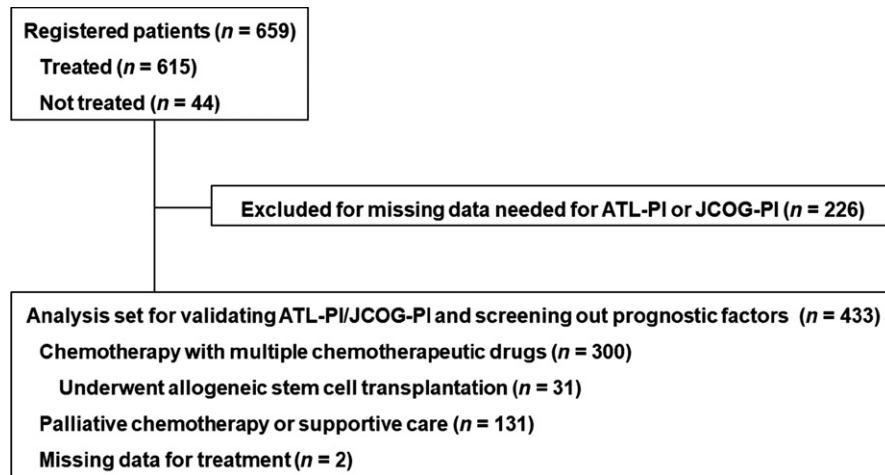 Registered patients (n = 659)
Treated (n = 615)
Not treated (n = 44)
Excluded for missing data needed for ATL-PI or JCOG-PI (n = 226)
Analysis set for validating ATL-PI/JCOG-PI and screening out prognostic factors (n = 433)
Chemotherapy with multiple chemotherapeutic drugs (n = 300)
Underwent allogeneic stem cell transplantation (n = 31)
Palliative chemotherapy or supportive care (n = 131)
Missing data for treatment (n = 2)